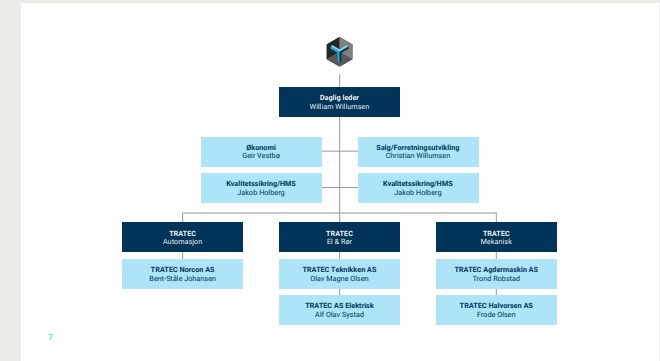 Daglig leder
William Willumsen
Økonomi
Geir Vestbø
Salg/Forretningsutvikling
Christian Willumsen
Kvalitetssikring/HMS
Jakob Holberg
Kvalitetssikring/HMS
Jakob Holberg
TRATEC
Automasjon
TRATEC
El & Rør
TRATEC
Mekanisk
TRATEC Norcon AS
Bent-Ståle Johansen
TRATEC Teknikken AS
Olav Magne Olsen
TRATEC Agdermaskin AS
Trond Robstad
TRATEC AS Elektrisk
Alf Olav Systad
TRATEC Halvorsen AS
Frode Olsen
7